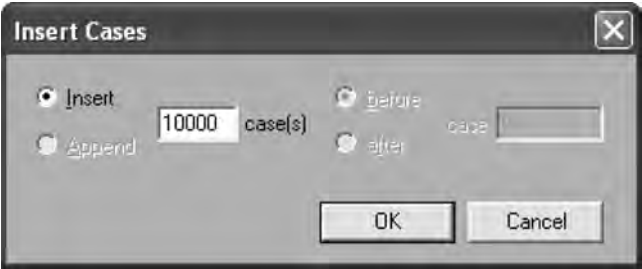 Insert Cases
Insert
before
10000 case(s)
case
Append
after
OK
Cancel